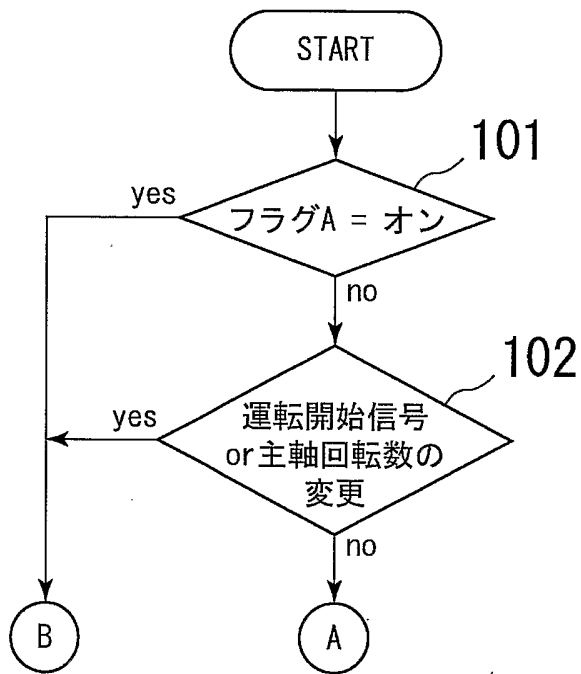 START
101
yes
フラグA = オン
no
102
yes
運転開始信号
or主軸回転数の
変更
no
B
A